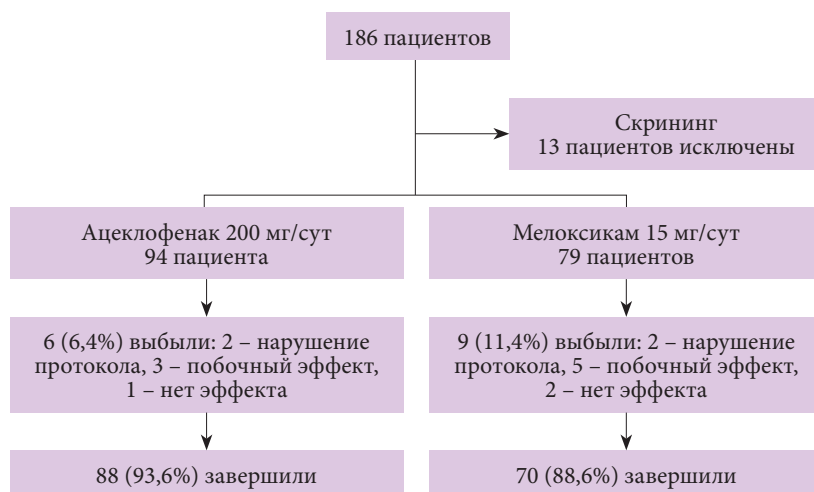 186 пациентов
Скрининг
13 пациентов исключены
Ацеклофенак 200 мг/сут
94 пациента
Мелоксикам 15 мг/сут
79 пациентов
6 (6,4%) выбыли: 2 – нарушение
протокола, 3 – побочный эффект,
1 – нет эффекта
9 (11,4%) выбыли: 2 – нарушение
протокола, 5 – побочный эффект,
2 – нет эффекта
88 (93,6%) завершили
70 (88,6%) завершили